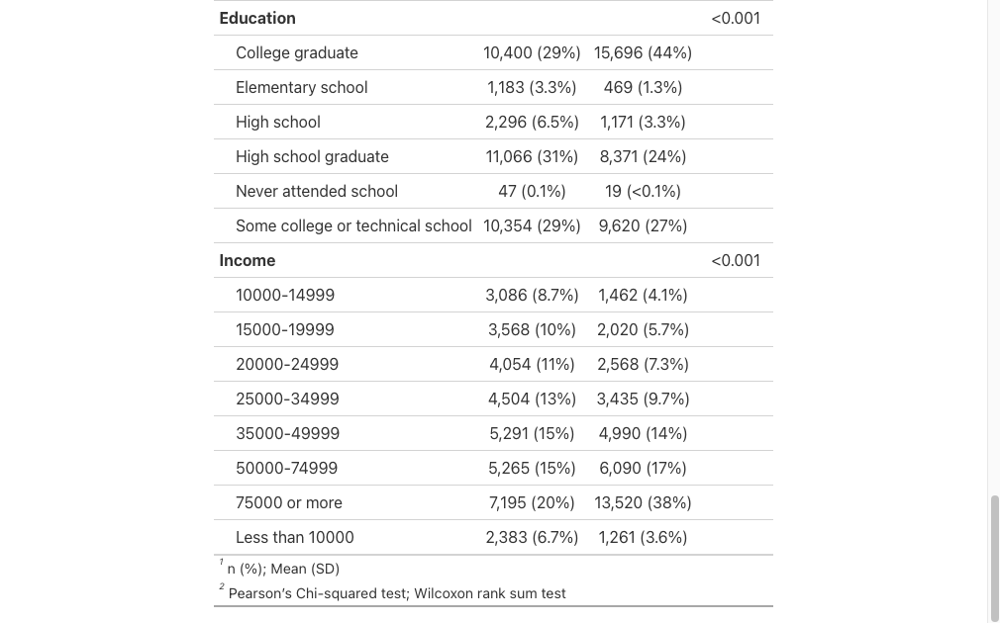 Education <0.001
College graduate 10,400 (29%) 15,696 (44%)
Elementary school 1,183 (3.3%) 469 (1.3%)
High school 2,296 (6.5%) 1,171 (3.3%)
High school graduate 11,066 (31%) 8,371 (24%)
Never attended school 47 (0.1%) 19 (<0.1%)
Some college or technical school 10,354 (29%) 9,620 (27%)
Income <0.001
10000-14999 3,086 (8.7%) 1,462 (4.1%)
15000-19999 3,568 (10%) 2,020 (5.7%)
20000-24999 4,054 (11%) 2,568 (7.3%)
25000-34999 4,504 (13%) 3,435 (9.7%)
35000-49999 5,291 (15%) 4,990 (14%)
50000-74999 5,265 (15%) 6,090 (17%)
75000 or more 7,195 (20%) 13,520 (38%)
Less than 10000 2,383 (6.7%) 1,261 (3.6%)
1 n (%); Mean (SD)
2 Pearson's Chi-squared test; Wilcoxon rank sum test